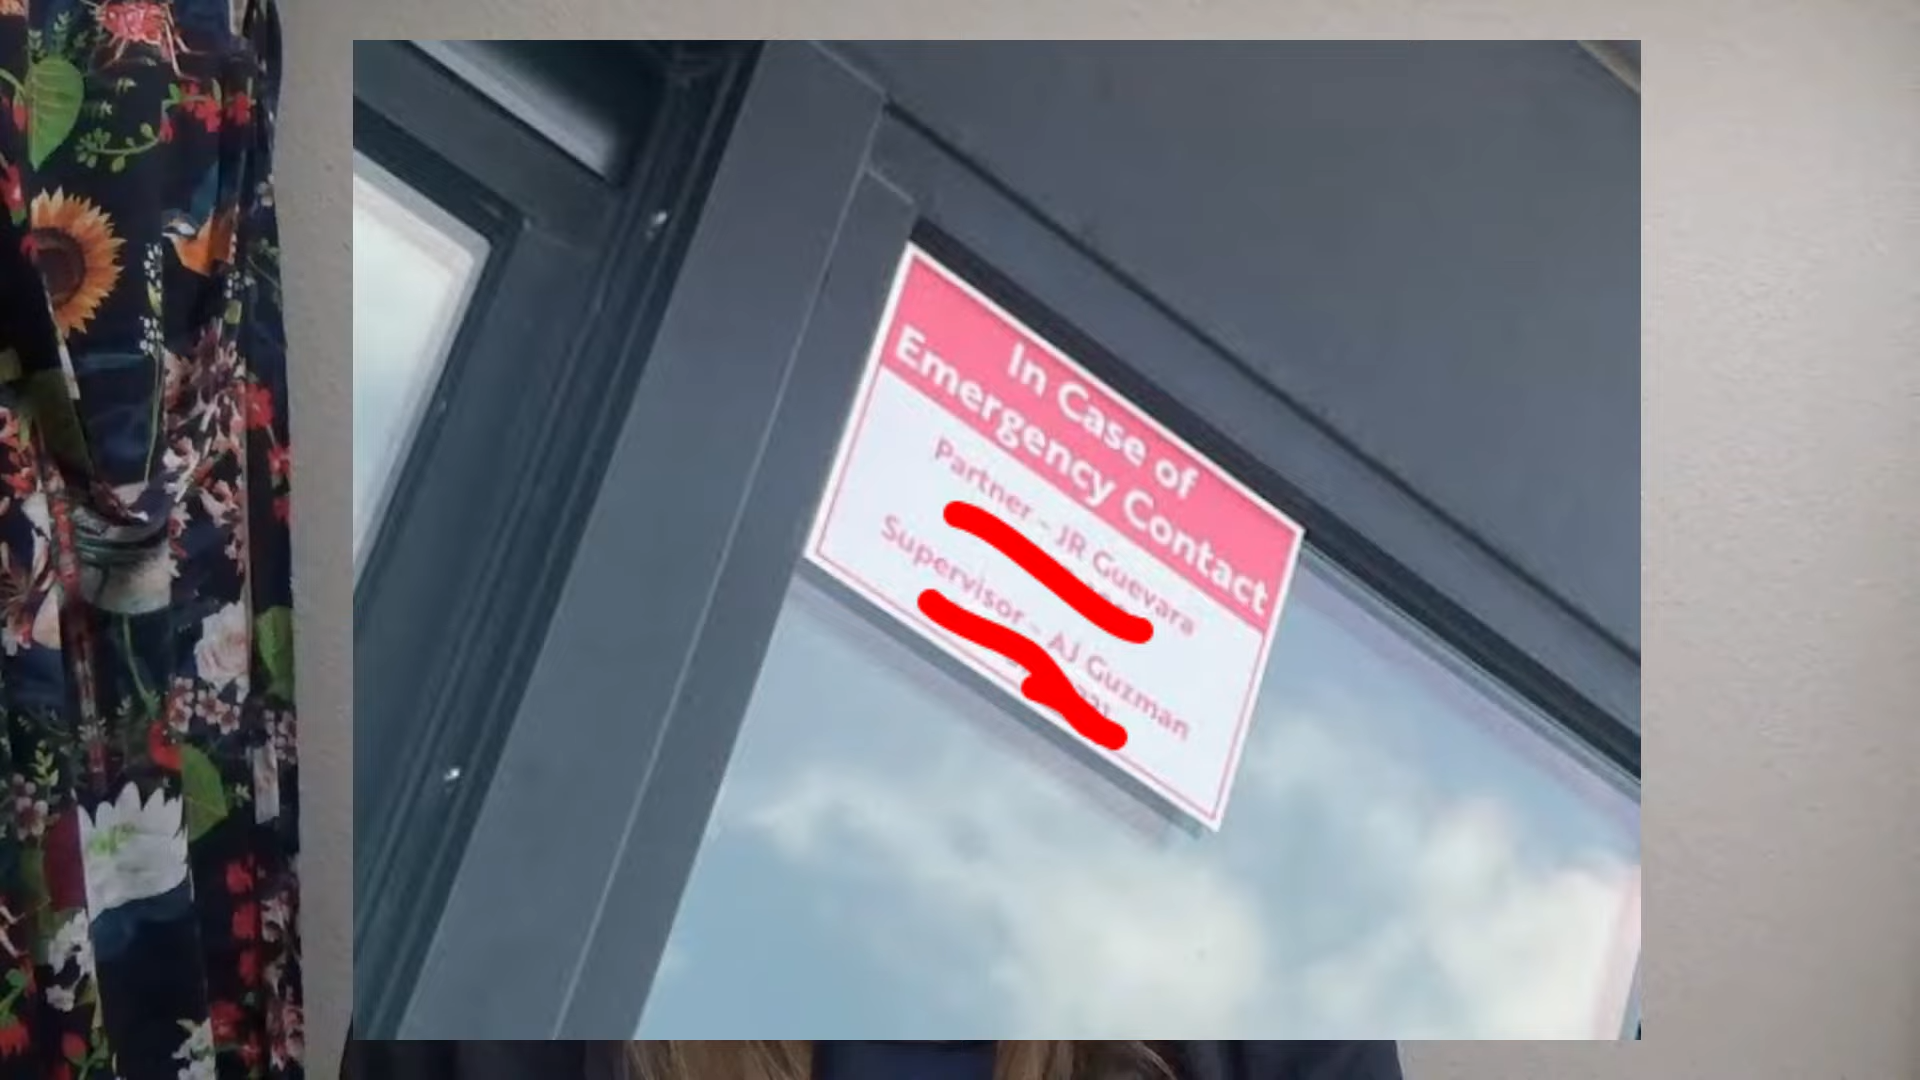 In Case of
Emergency Contact
Partner – JR Guevara
Supervisor – AJ Guzman